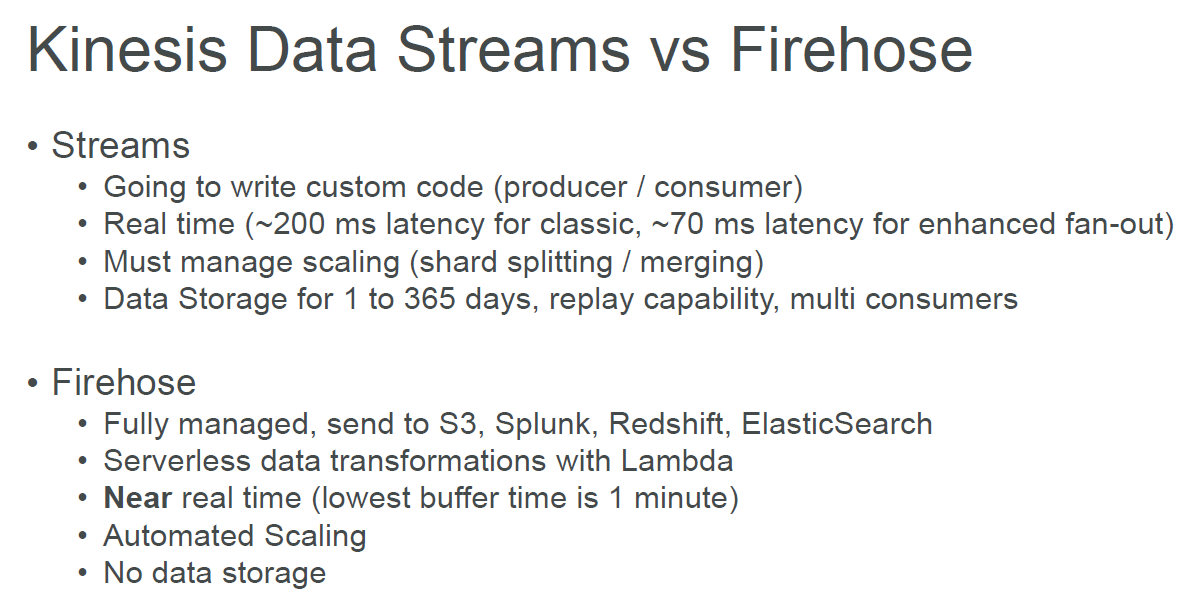 Kinesis Data Streams vs Firehose
• Streams
• Going to write custom code (producer / consumer)
• Real time (~200 ms latency for classic, ~70 ms latency for enhanced fan-out)
• Must manage scaling (shard splitting / merging)
• Data Storage for 1 to 365 days, replay capability, multi consumers
• Firehose
• Fully managed, send to S3, Splunk, Redshift, ElasticSearch
• Serverless data transformations with Lambda
• Near real time (lowest buffer time is 1 minute)
• Automated Scaling
• No data storage